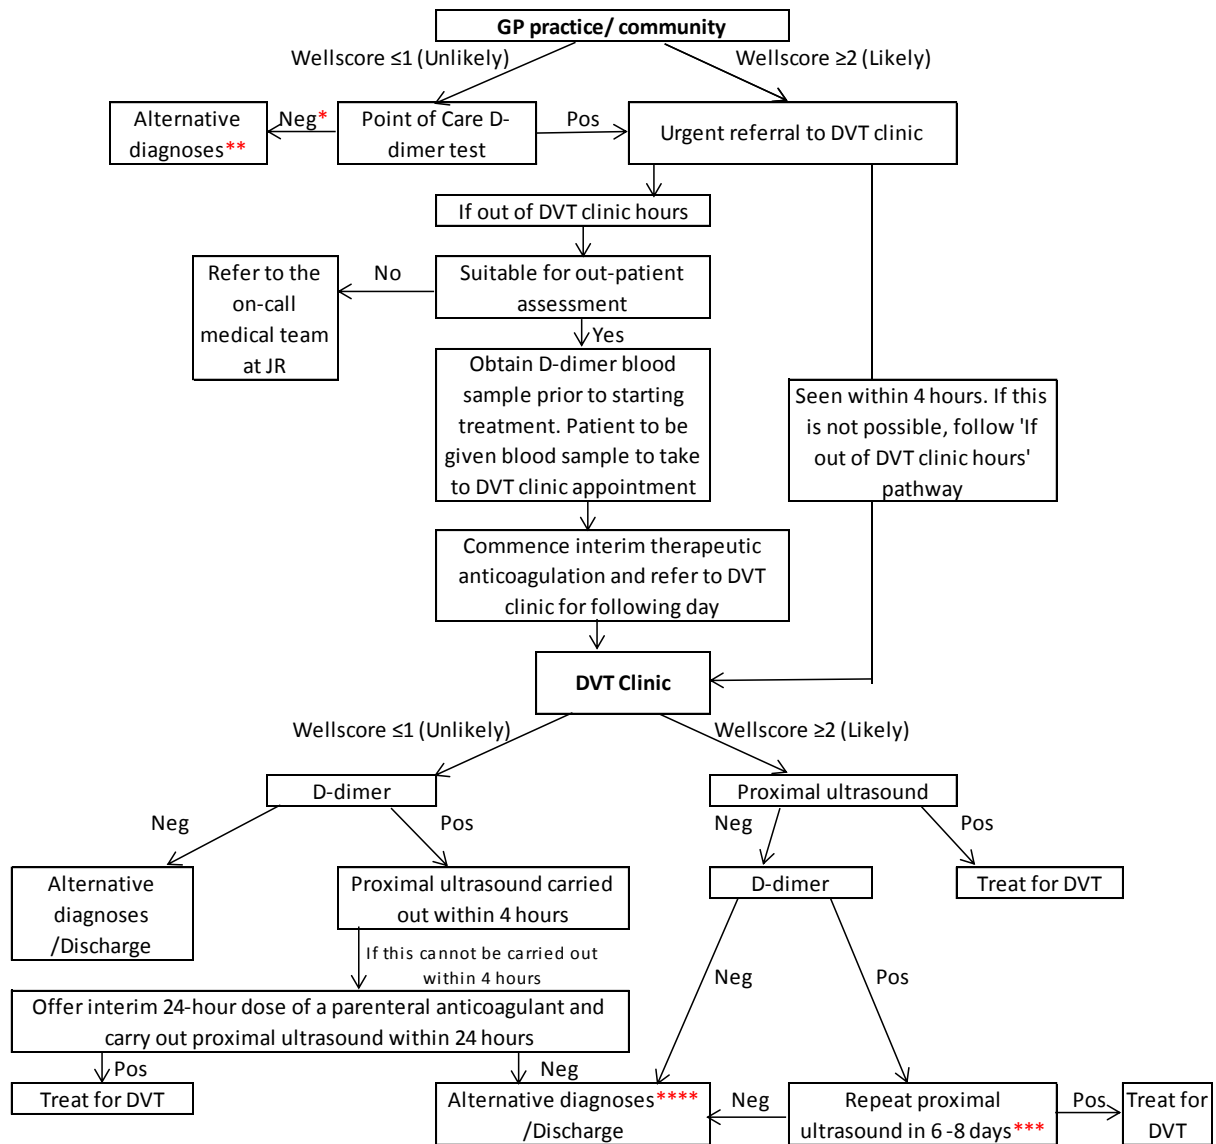 GP practice/ community
Wellscore ≤1 (Unlikely)
Wellscore ≥2 (Likely)
Alternative
diagnoses**
Neg*
Point of Care D-
dimer test
Pos
Urgent referral to DVT clinic
If out of DVT clinic hours
Refer to the
on-call
medical team
at JR
No
Suitable for out-patient
assessment
Yes
Obtain D-dimer blood
sample prior to starting
treatment. Patient to be
given blood sample to take
to DVT clinic appointment
Seen within 4 hours. If this
is not possible, follow 'If
out of DVT clinic hours'
pathway
Commence interim therapeutic
anticoagulation and refer to DVT
clinic for following day
DVT Clinic
Wellscore ≤1 (Unlikely)
Wellscore ≥2 (Likely)
D-dimer
Proximal ultrasound
Neg
Pos
Neg
Pos
Alternative
diagnoses
/Discharge
Proximal ultrasound carried
out within 4 hours
D-dimer
Treat for DVT
If this cannot be carried out
within 4 hours
Neg
Pos
Offer interim 24-hour dose of a parenteral anticoagulant and
carry out proximal ultrasound within 24 hours
Pos
Neg
Treat for DVT
Alternative diagnoses****
/Discharge
Neg
Repeat proximal
ultrasound in 6 -8 days***
Pos
Treat for
DVT